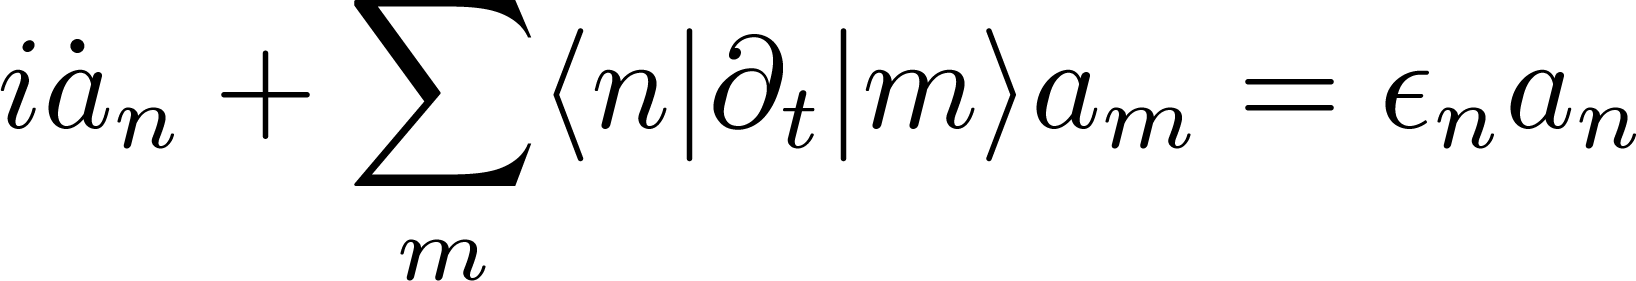 i\dot{a}_n + \sum_m \langle n|\partial_t|m\rangle a_m = \epsilon_n a_n